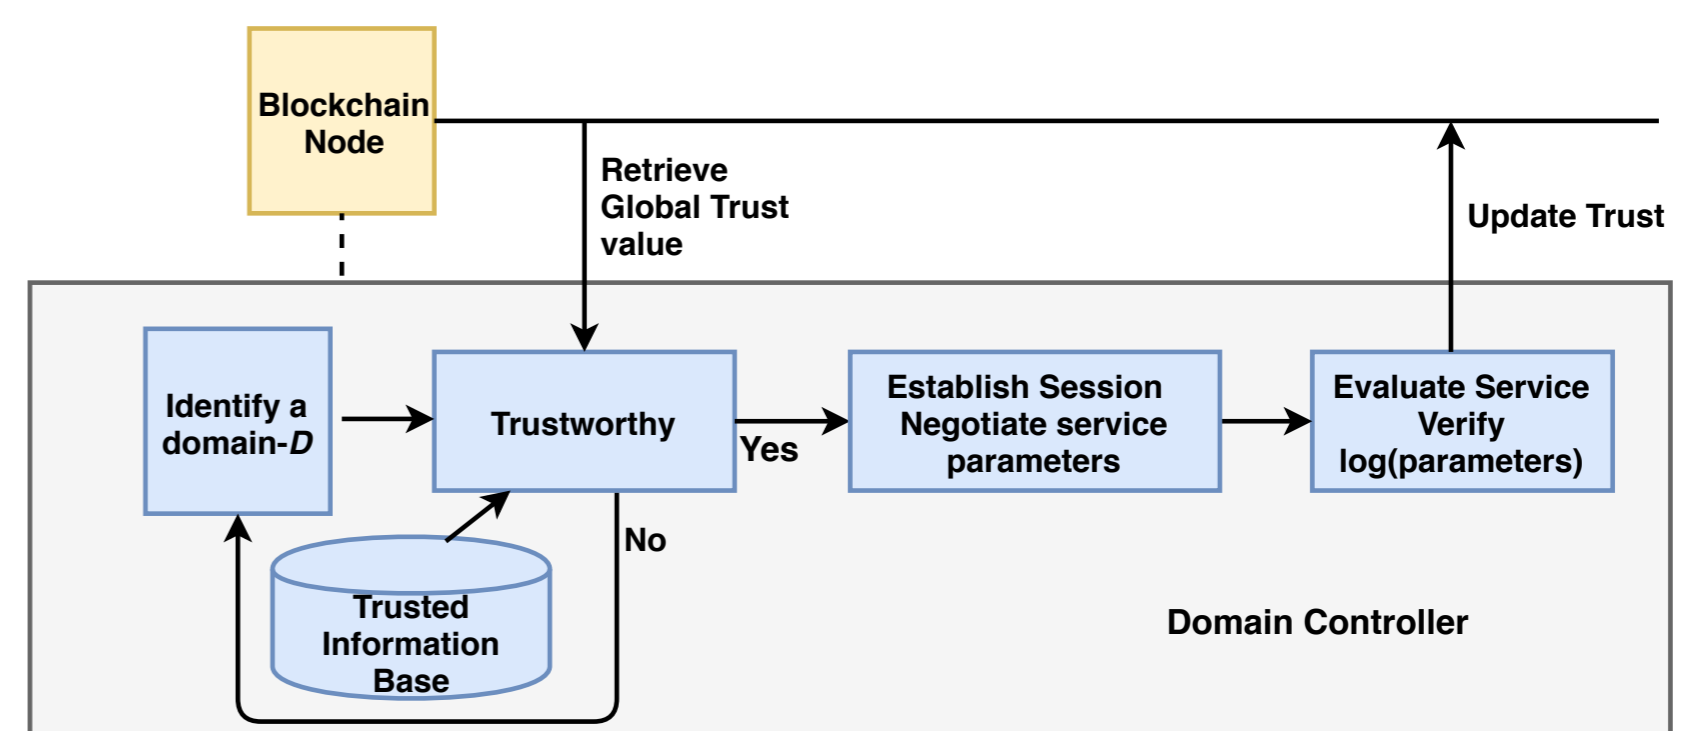 Blockchain
Node
Retrieve
Global Trust
value
Update Trust
Identify a
domain-D
Trustworthy
Yes
Establish Session
Negotiate service
parameters
Evaluate Service
Verify
log(parameters)
No
Trusted
Information
Base
Domain Controller